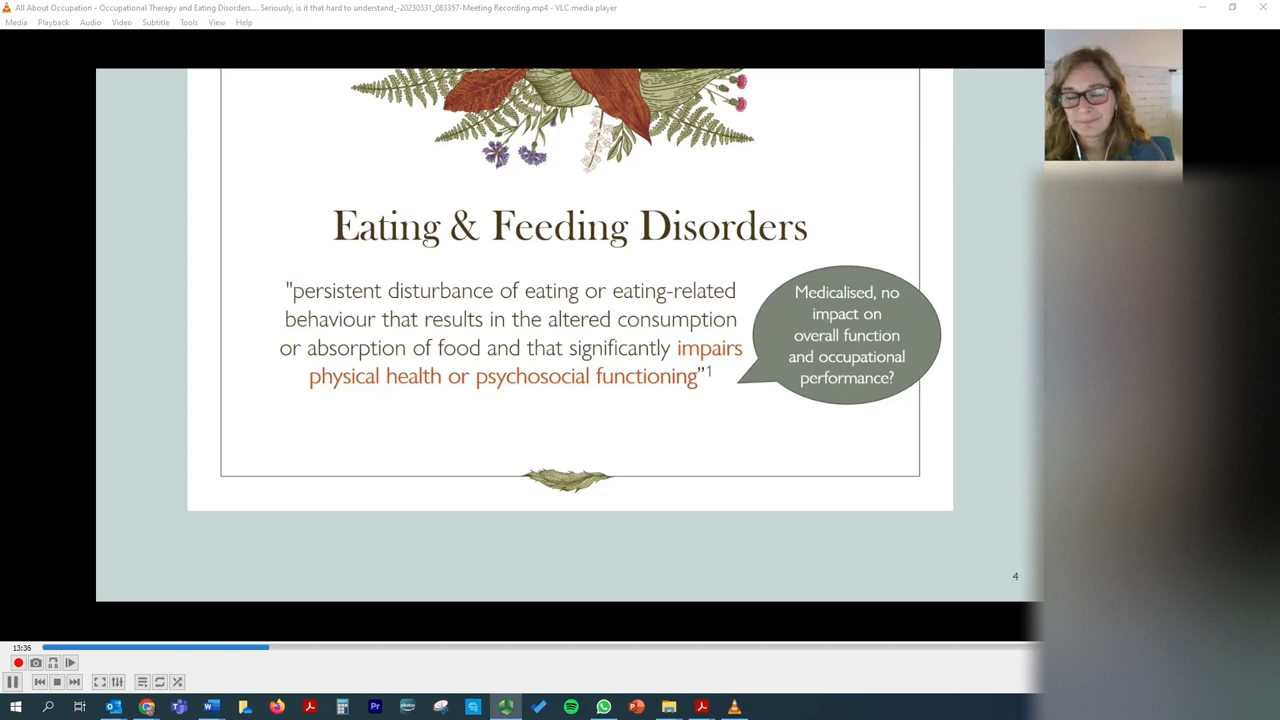 All About Occupation - Occupational Therapy and Eating Disorders.... Seriously, is it that hard to understand_-20230331_083357-Meeting Recording.mp4 - VLC media player
Media Playback Audio Video Subtitle Tools View Help
Eating & Feeding Disorders
"persistent disturbance of eating or eating-related
behaviour that results in the altered consumption
or absorption of food and that significantly impairs
physical health or psychosocial functioning”1
Medicalised, no
impact on
overall function
and occupational
performance?
4
13:36